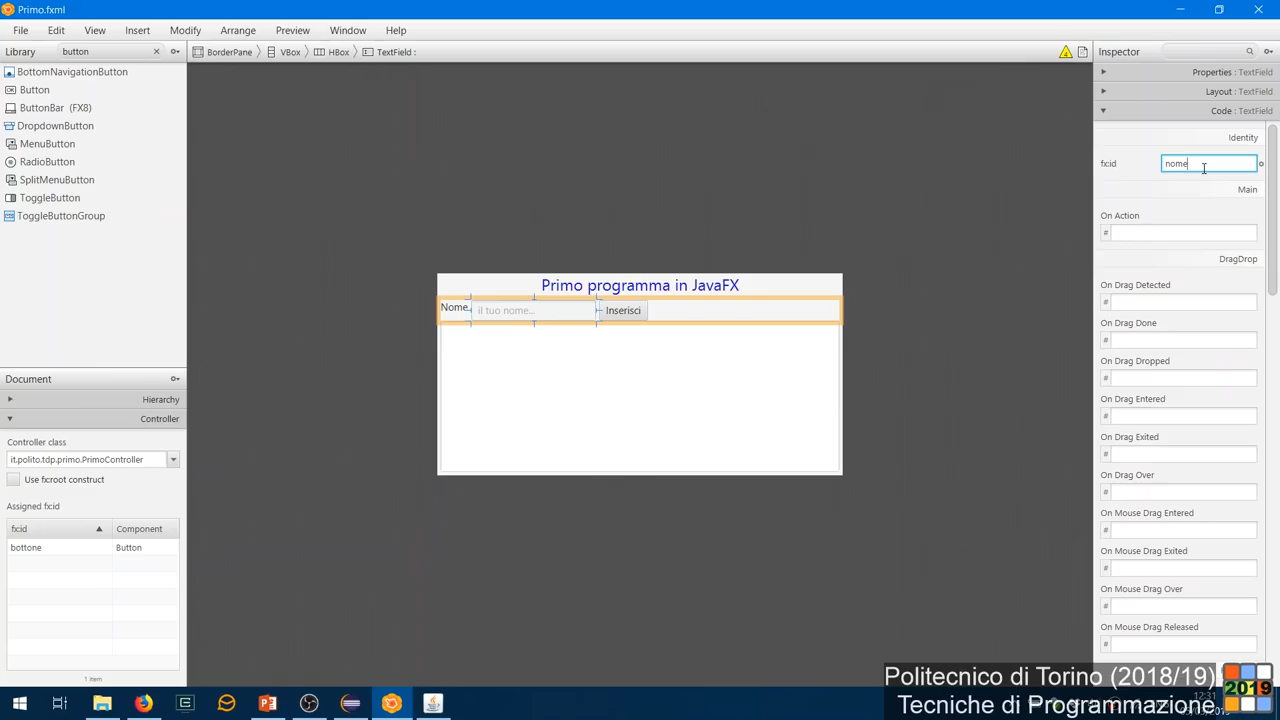 Primo.fxml
File Edit View Insert Modify Arrange Preview Window Help
Library button
BorderPane VBox HBox TextField :
Inspector
BottomNavigationButton
Button
ButtonBar (FX8)
DropdownButton
MenuButton
RadioButton
SplitMenuButton
ToggleButton
ToggleButtonGroup
Document
Hierarchy
Controller
Controller class
it.polito.tdp.primo.PrimoController
Use fx:root construct
Assigned fx:id
fx:id Component
bottone Button
1 item
Primo programma in JavaFX
Nome
il tuo nome...
Inserisci
Properties : TextField
Layout : TextField
Code : TextField
Identity
fx:id nome
Main
On Action
#
DragDrop
On Drag Detected
#
On Drag Done
#
On Drag Dropped
#
On Drag Entered
#
On Drag Exited
#
On Drag Over
#
On Mouse Drag Entered
#
On Mouse Drag Exited
#
On Mouse Drag Over
#
On Mouse Drag Released
#
Politecnico di Torino (2018/19)
Tecniche di Programmazione
2019
12:31